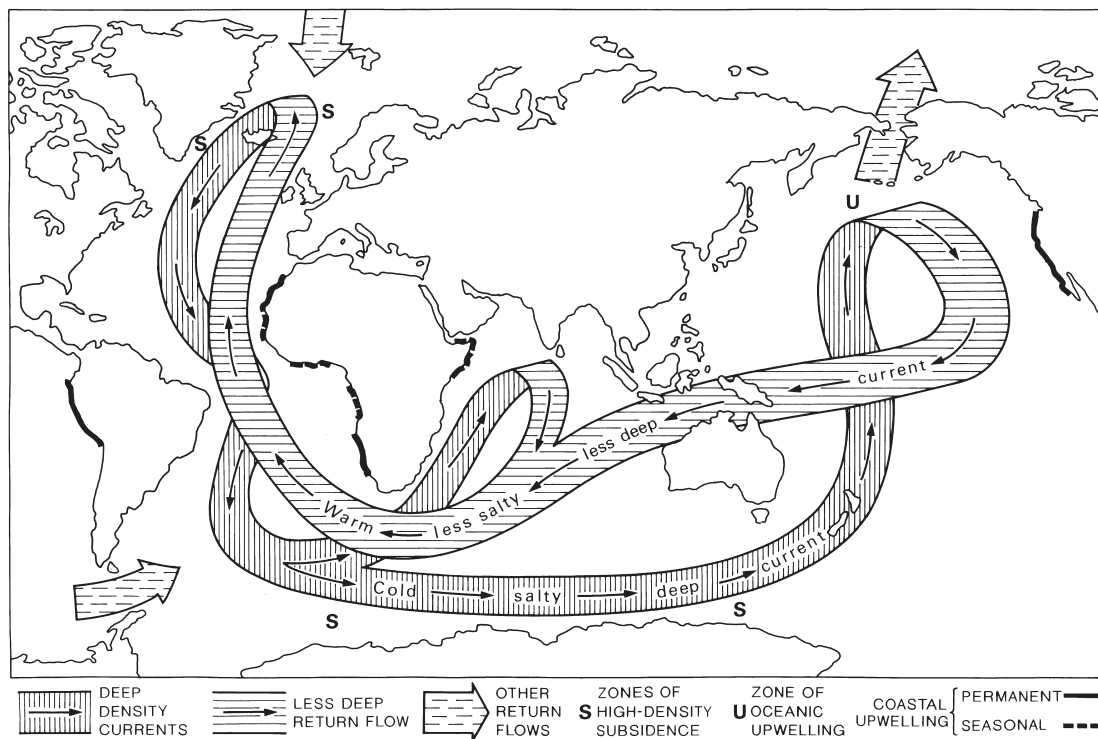 S
S
U
current
less deep
less salty
Warm
Cold salty deep current
S
S
DEEP
DENSITY
CURRENTS
LESS DEEP
RETURN FLOW
OTHER
RETURN
FLOWS
S ZONES OF
HIGH-DENSITY
SUBSIDENCE
U ZONE OF
OCEANIC
UPWELLING
COASTAL
UPWELLING
PERMANENT
SEASONAL